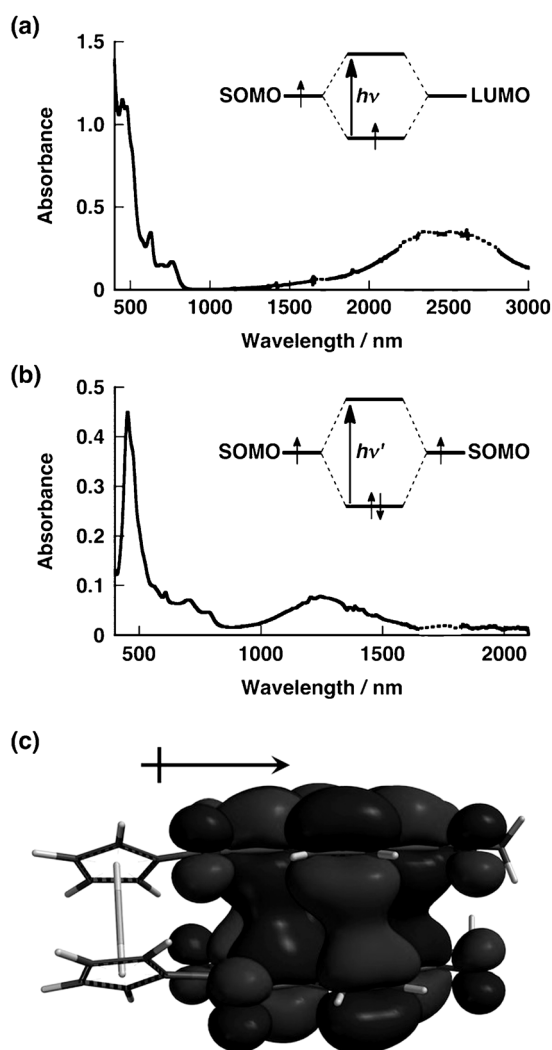 (a)
1.5
1.0
0.5
0
Absorbance
SOMO
hν
LUMO
500 1000 1500 2000 2500 3000
Wavelength / nm
(b)
0.5
0.4
0.3
0.2
0.1
0
Absorbance
SOMO
hν'
SOMO
500 1000 1500 2000
Wavelength / nm
(c)